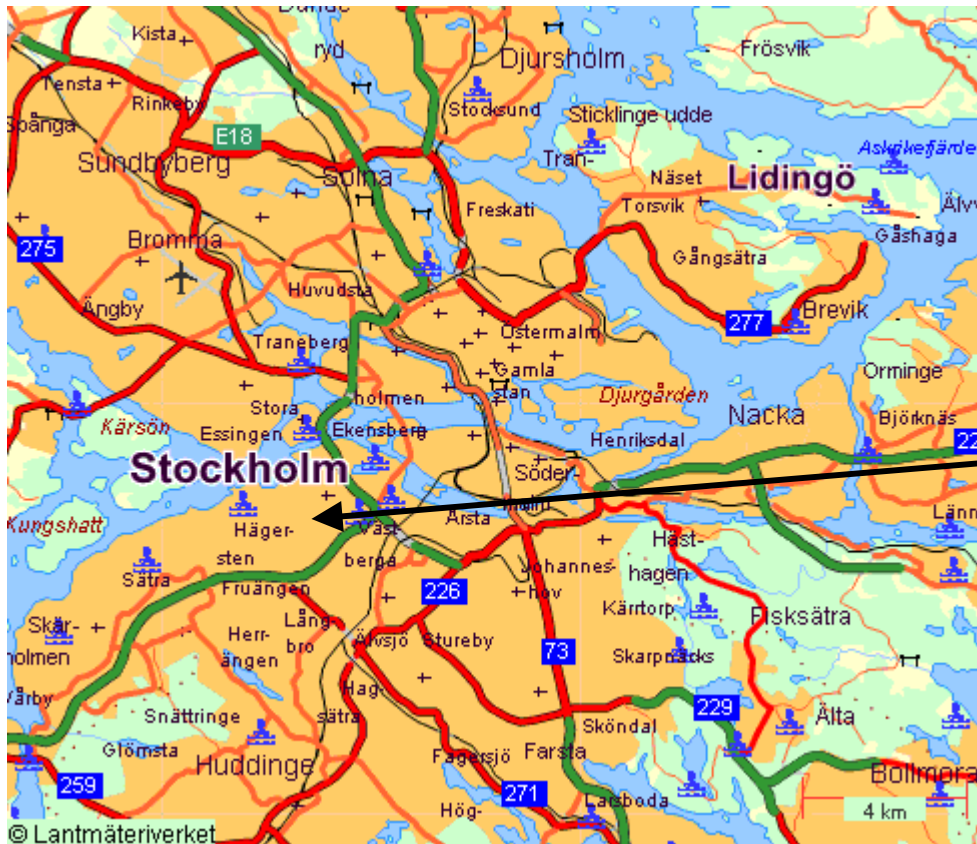 Kista
ryd
Djursholm
Frösvik
Tensta
Rinkeby
Stocksund
Sticklinge udde
Spånga
E18
Sundbyberg
Solna
Tran-
Näset
Lidingö
Torsvik
Freskati
Gåshaga
275
Bromma
Gångsätra
Huvudsta
Ängby
277
Brevik
Östermalm
Traneberg
Gamla
stan
Orminge
Stora
holmen
Djurgården
Nacka
Björknäs
Kärsön
Essingen
Ekensberg
Henriksdal
Stockholm
Söder
malm
Kungshatt
Häger-
sten
Väst-
berga
Årsta
Häst-
hagen
Sätra
Fruängen
226
Johannes-
hov
Kärrtorp
Fisksätra
Skär-
holmen
Herr-
ängen
Lång-
bro
Älvsjö
Stureby
73
Skarpnäcks
Vårby
Hag-
sätra
229
Älta
Snättringe
Sköndal
Glömsta
Huddinge
Fagersjö
Farsta
259
271
Larsboda
Bollmora
Hög-
4 km
© Lantmäteriverket